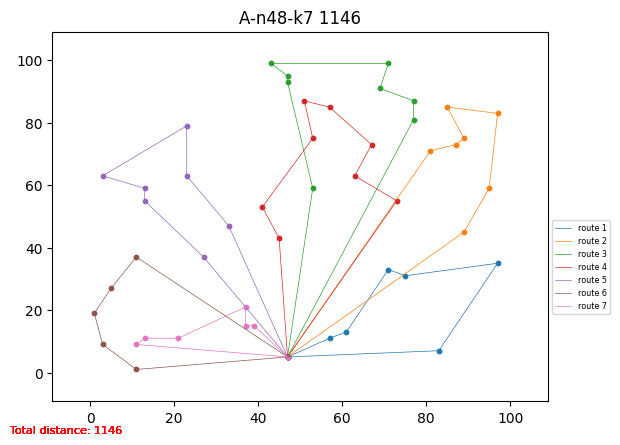 A-n48-k7 1146
100
80
60
40
20
0
0 20 40 60 80 100
route 1
route 2
route 3
route 4
route 5
route 6
route 7
Total distance: 1146